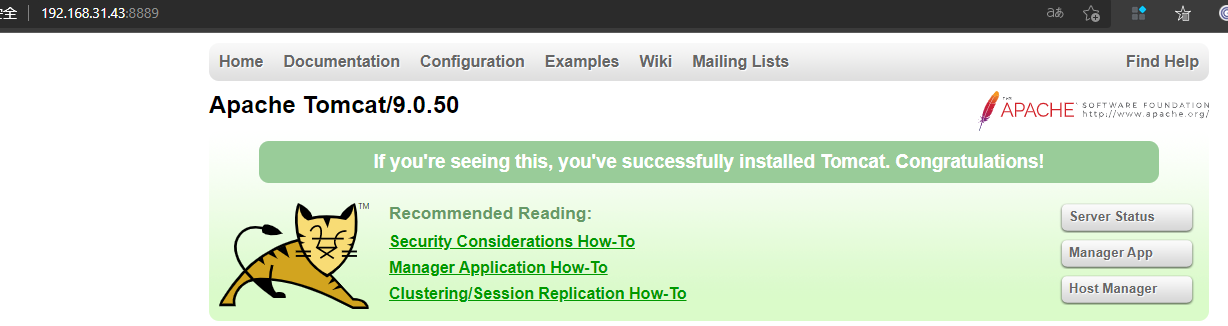 安全 192.168.31.43:8889
Home Documentation Configuration Examples Wiki Mailing Lists Find Help
Apache Tomcat/9.0.50
THE
APACHE SOFTWARE FOUNDATION
http://www.apache.org/
If you're seeing this, you've successfully installed Tomcat. Congratulations!
TM
Recommended Reading:
Security Considerations How-To
Manager Application How-To
Clustering/Session Replication How-To
Server Status
Manager App
Host Manager